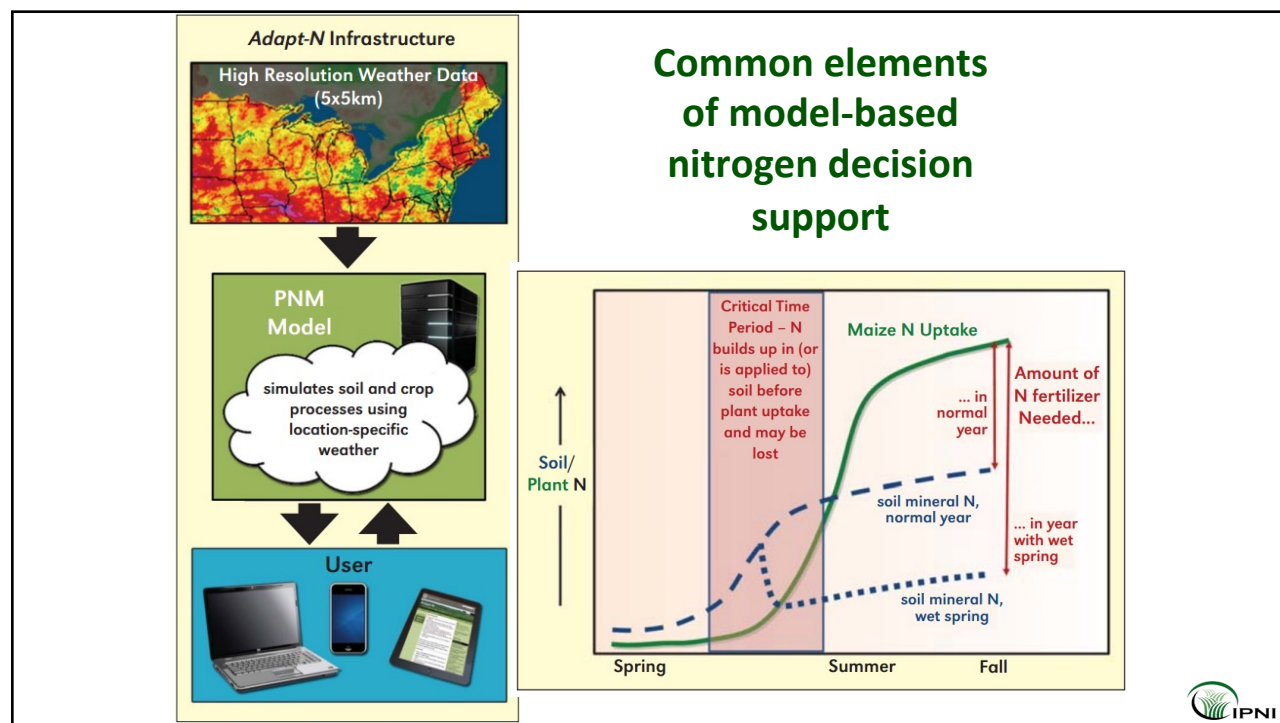 Adapt-N Infrastructure
High Resolution Weather Data
(5x5km)
PNM
Model
simulates soil and crop
processes using
location-specific
weather
User
Common elements
of model-based
nitrogen decision
support
Critical Time
Period – N
builds up in (or
is applied to)
soil before
plant uptake
and may be
lost
Maize N Uptake
Amount of
N fertilizer
Needed...
... in
normal
year
Soil/
Plant N
soil mineral N,
normal year
... in year
with wet
spring
soil mineral N,
wet spring
Spring
Summer
Fall
IPNI